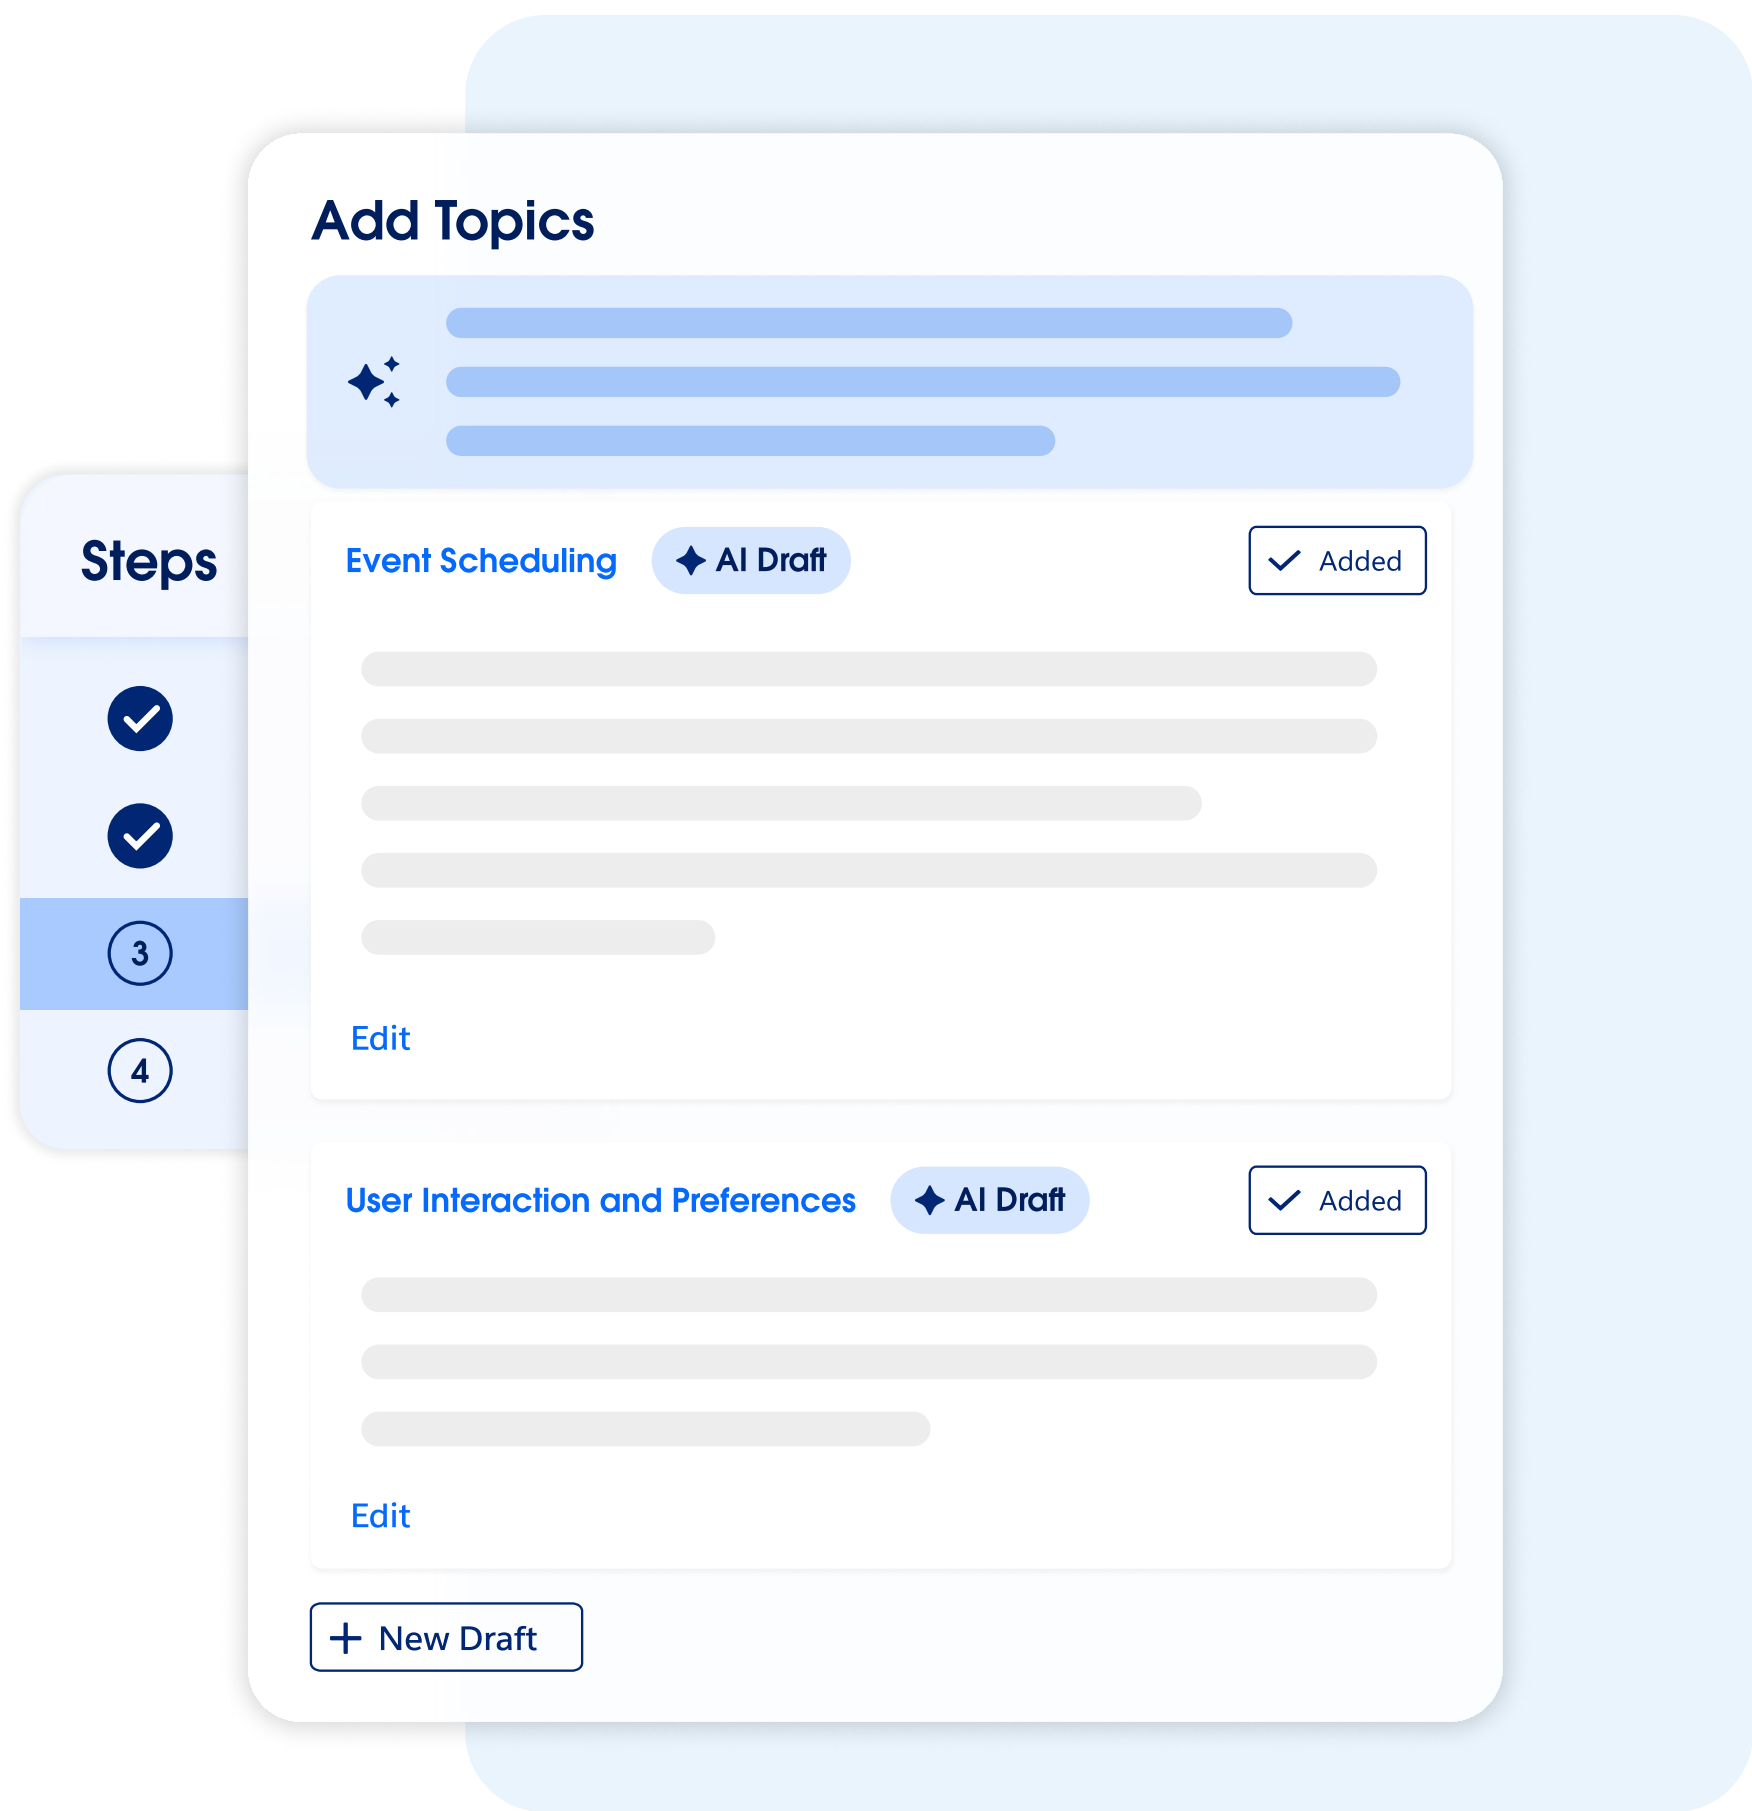 Add Topics
Steps
3
4
Event Scheduling
AI Draft
Added
Edit
User Interaction and Preferences
AI Draft
Added
Edit
New Draft